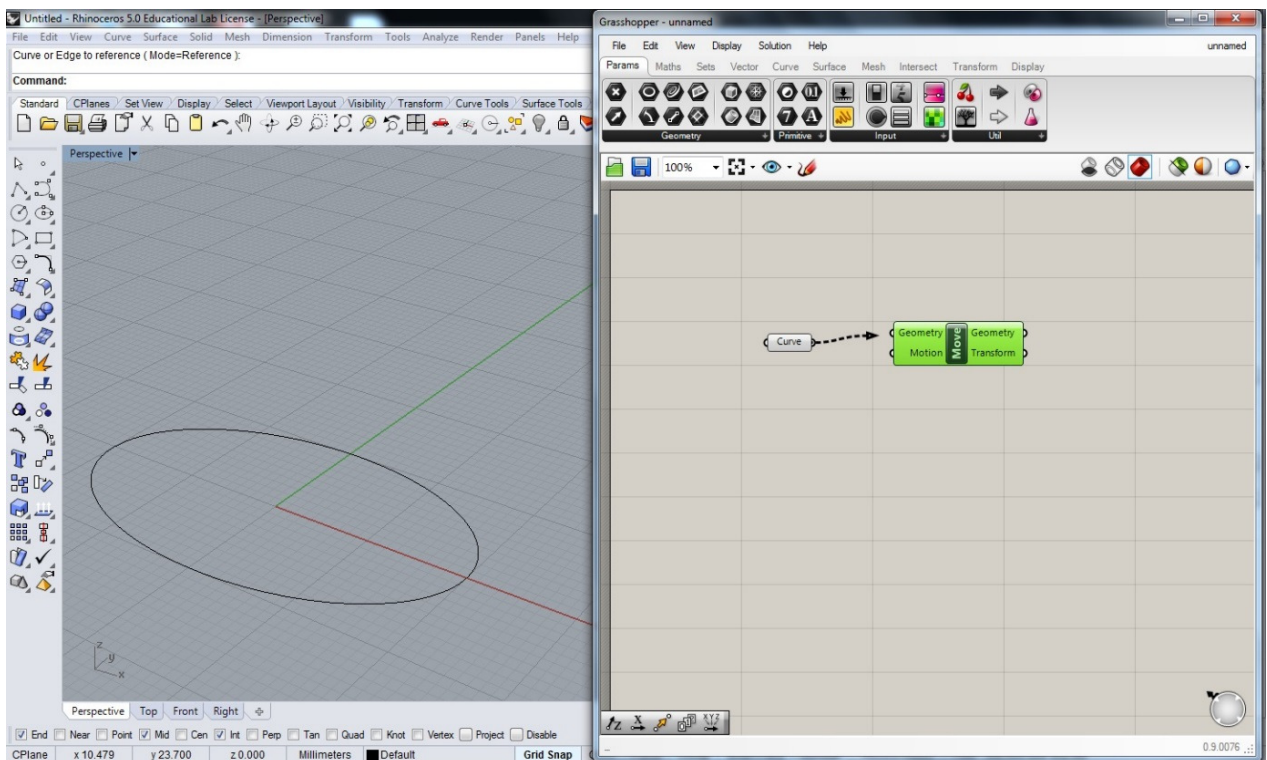 Untitled - Rhinoceros 5.0 Educational Lab License - [Perspective]
File Edit View Curve Surface Solid Mesh Dimension Transform Tools Analyze Render Panels Help
Curve or Edge to reference ( Mode=Reference ):
Command:
Standard CPlanes Set View Display Select Viewport Layout Visibility Transform Curve Tools Surface Tools
Perspective
z
y
x
Perspective Top Front Right
End Near Point Mid Cen Int Perp Tan Quad Knot Vertex Project Disable
CPlane x 10.479 y 23.700 z 0.000 Millimeters Default Grid Snap
Grasshopper - unnamed
File Edit View Display Solution Help unnamed
Params Maths Sets Vector Curve Surface Mesh Intersect Transform Display
Geometry Primitive Input Util
100%
Curve
Geometry Move Geometry
Motion Transform
0.9.0076